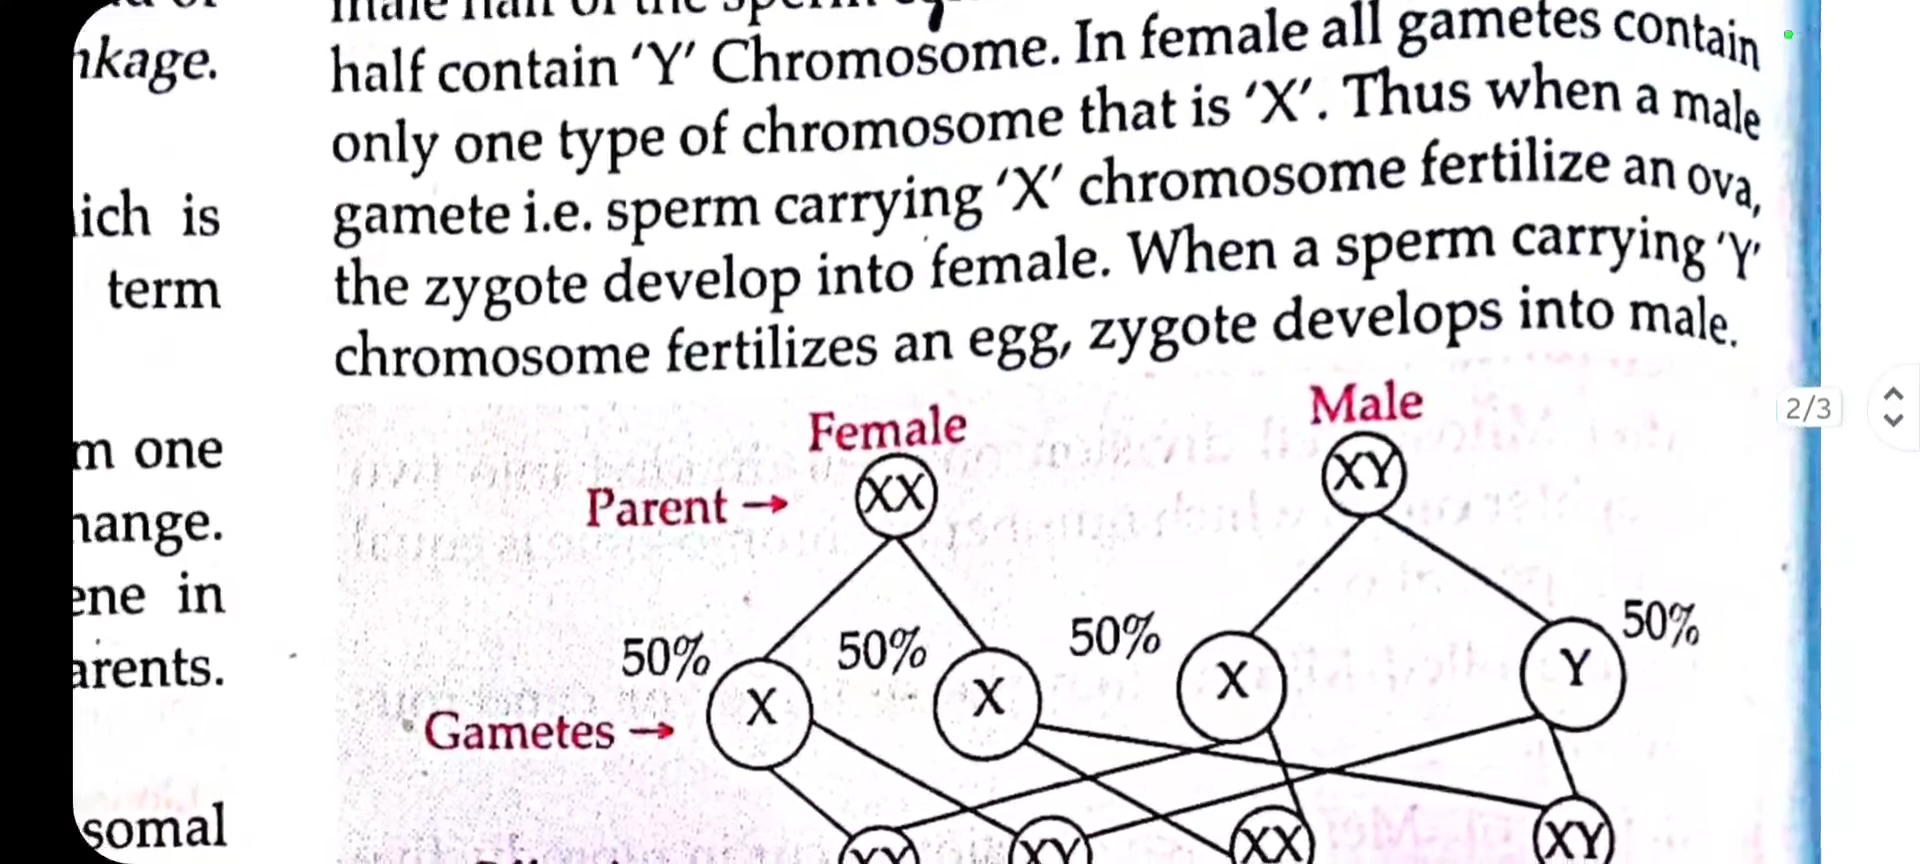 nkage.
ich is
term
m one
hange.
ene in
arents.
somal
half contain ‘Y’ Chromosome. In female all gametes contain
only one type of chromosome that is ‘X’. Thus when a male
gamete i.e. sperm carrying ‘X’ chromosome fertilize an ova,
the zygote develop into female. When a sperm carrying ‘Y’
chromosome fertilizes an egg, zygote develops into male.
Female Male
Parent → XX XY
50% 50% 50% 50%
Gametes → X X X Y
XY XX XY
2/3